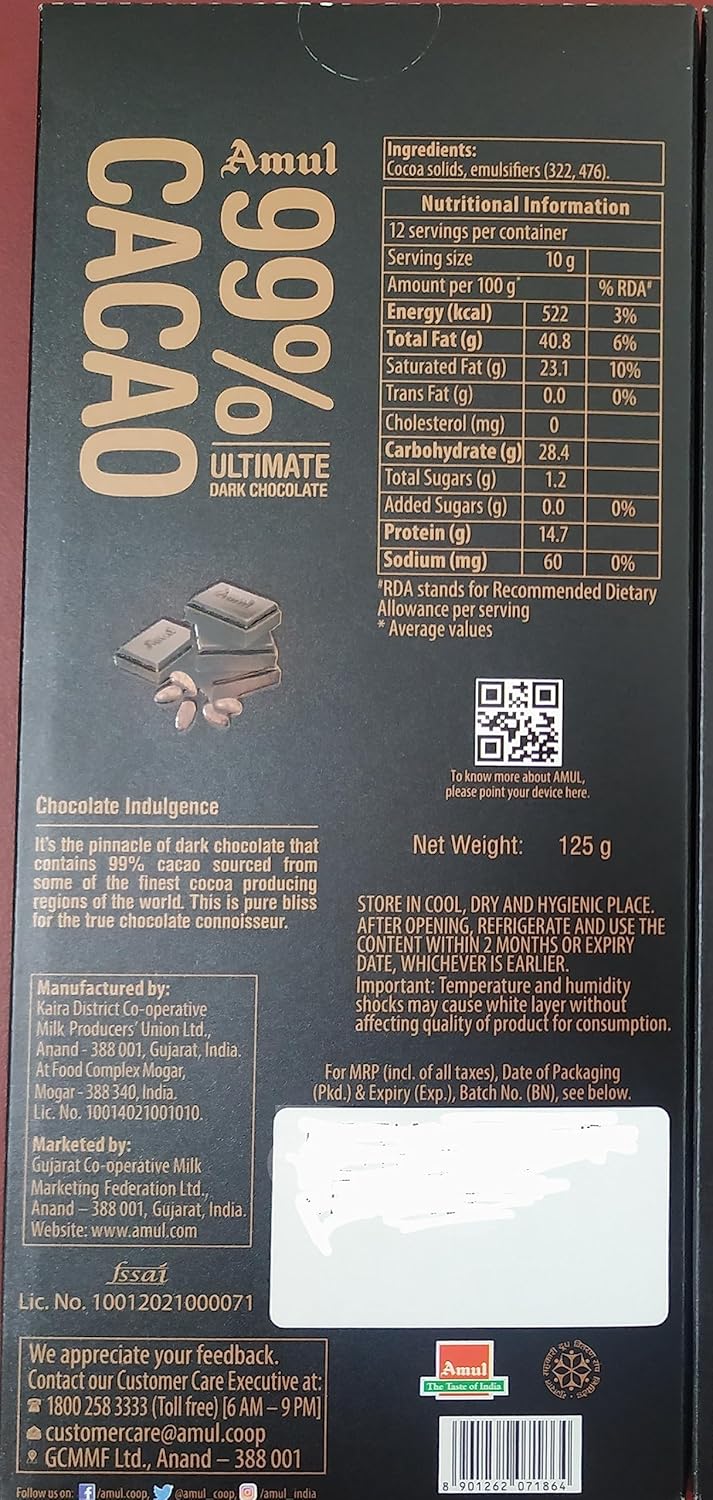 Amul
99%
CACAO
ULTIMATE
DARK CHOCOLATE
Ingredients:
Cocoa solids, emulsifiers (322, 476).
Nutritional Information
12 servings per container
Serving size 10 g
Amount per 100 g* % RDA#
Energy (kcal) 522 3%
Total Fat (g) 40.8 6%
Saturated Fat (g) 23.1 10%
Trans Fat (g) 0.0 0%
Cholesterol (mg) 0
Carbohydrate (g) 28.4
Total Sugars (g) 1.2
Added Sugars (g) 0.0 0%
Protein (g) 14.7
Sodium (mg) 60 0%
#RDA stands for Recommended Dietary
Allowance per serving
* Average values
Amul
Amul
To know more about AMUL,
please point your device here.
Chocolate Indulgence
It's the pinnacle of dark chocolate that
contains 99% cacao sourced from
some of the finest cocoa producing
regions of the world. This is pure bliss
for the true chocolate connoisseur.
Net Weight: 125 g
STORE IN COOL, DRY AND HYGIENIC PLACE.
AFTER OPENING, REFRIGERATE AND USE THE
CONTENT WITHIN 2 MONTHS OR EXPIRY
DATE, WHICHEVER IS EARLIER.
Important: Temperature and humidity
shocks may cause white layer without
affecting quality of product for consumption.
Manufactured by:
Kaira District Co-operative
Milk Producers' Union Ltd.,
Anand - 388 001, Gujarat, India.
At Food Complex Mogar,
Mogar - 388 340, India.
Lic. No. 10014021001010.
Marketed by:
Gujarat Co-operative Milk
Marketing Federation Ltd.,
Anand – 388 001, Gujarat, India.
Website: www.amul.com
For MRP (incl. of all taxes), Date of Packaging
(Pkd.) & Expiry (Exp.), Batch No. (BN), see below.
fssai
Lic. No. 10012021000071
We appreciate your feedback.
Contact our Customer Care Executive at:
1800 258 3333 (Toll free) [6 AM – 9 PM]
customercare@amul.coop
GCMMF Ltd., Anand – 388 001
Follow us on: /amul.coop, @amul_coop, /amul_india
Amul
The Taste of India
8 901262 071864